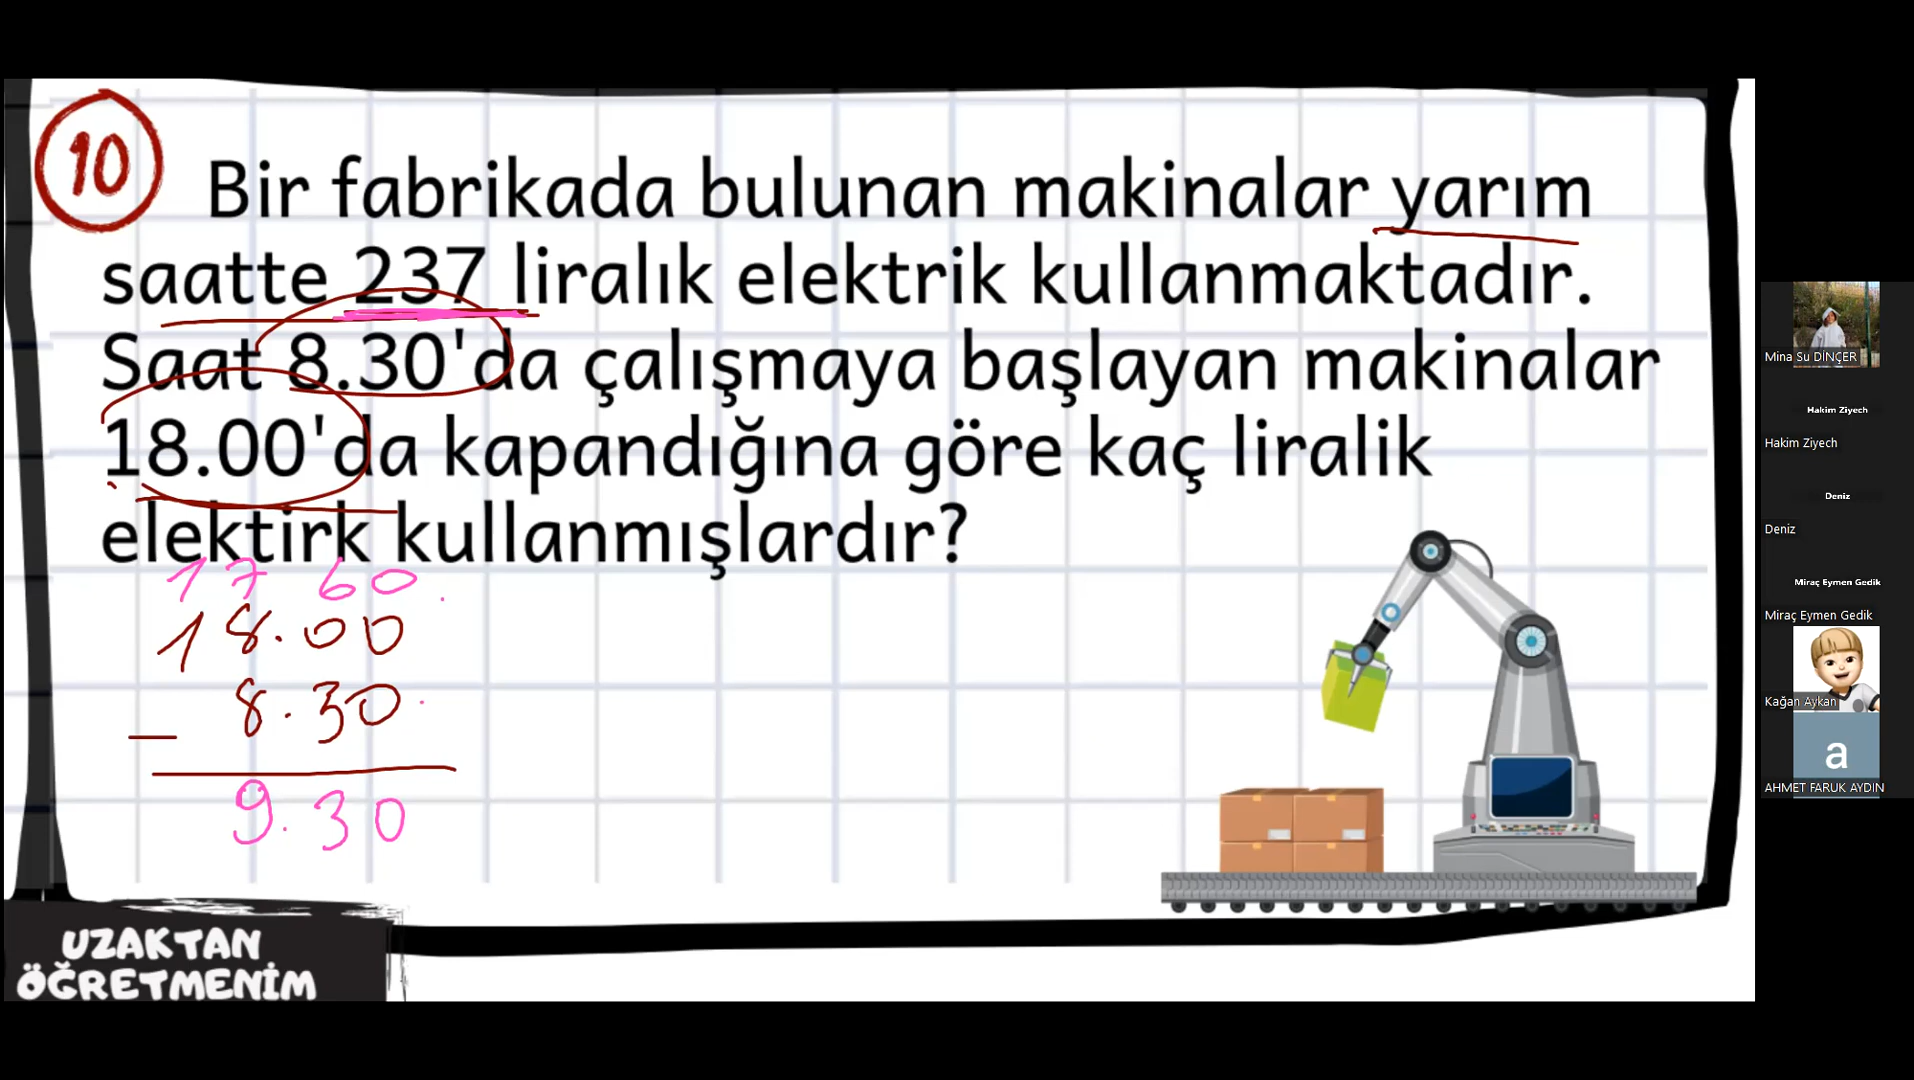 10
Bir fabrikada bulunan makinalar yarım
saatte 237 liralık elektrik kullanmaktadır.
Saat 8.30'da çalışmaya başlayan makinalar
18.00'da kapandığına göre kaç liralik
elektirk kullanmışlardır?
17 60
18.00
8.30
9.30
UZAKTAN
ÖĞRETMENİM
Mina Su DİNÇER
Hakim Ziyech
Hakim Ziyech
Deniz
Deniz
Miraç Eymen Gedik
Miraç Eymen Gedik
Kağan Aykan
a
AHMET FARUK AYDIN